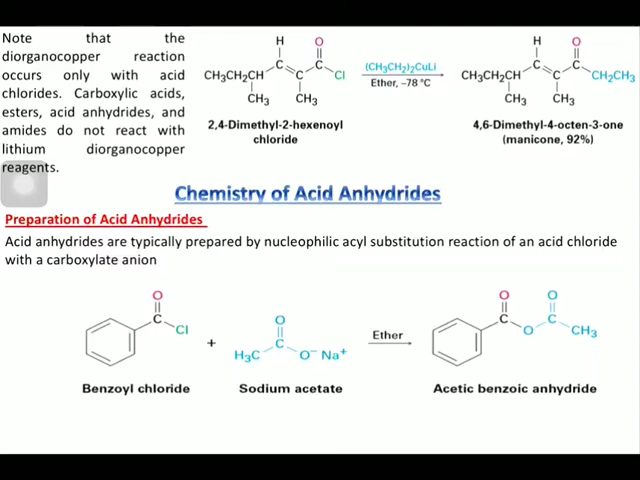 Note that the
diorganocopper reaction
occurs only with acid
chlorides. Carboxylic acids,
esters, acid anhydrides, and
amides do not react with
lithium diorganocopper
reagents.
H
O
C
C
C
CH₃CH₂CH
Cl
CH₃
CH₃
2,4-Dimethyl-2-hexenoyl
chloride
(CH₃CH₂)₂CuLi
Ether, –78 °C
H
O
C
C
C
CH₃CH₂CH
CH₂CH₃
CH₃
CH₃
4,6-Dimethyl-4-octen-3-one
(manicone, 92%)
Chemistry of Acid Anhydrides
Preparation of Acid Anhydrides
Acid anhydrides are typically prepared by nucleophilic acyl substitution reaction of an acid chloride
with a carboxylate anion
O
C
Cl
Benzoyl chloride
+
O
C
H₃C
O⁻ Na⁺
Sodium acetate
Ether
O
O
C
C
O
CH₃
Acetic benzoic anhydride